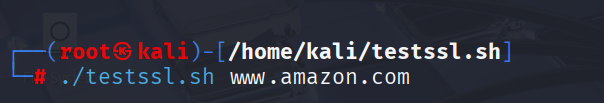 ┌──(root㉿kali)-[/home/kali/testssl.sh]
└─# ./testssl.sh www.amazon.com